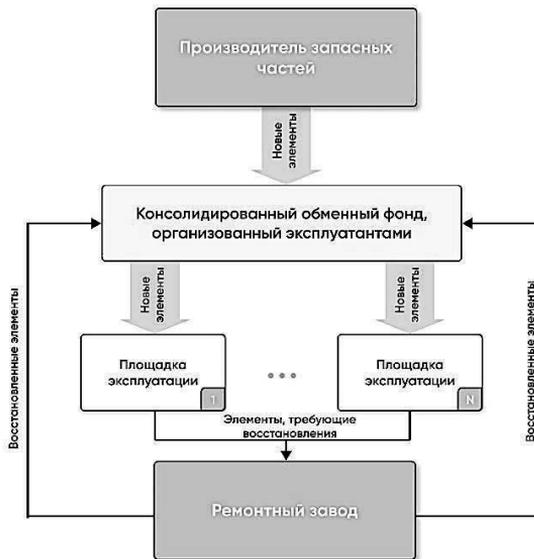 Производитель запасных
частей
Новые
элементы
Консолидированный обменный фонд,
организованный эксплуатантами
Новые
элементы
Новые
элементы
Площадка
эксплуатации
1
...
Площадка
эксплуатации
N
Элементы, требующие
восстановления
Восстановленные элементы
Восстановленные элементы
Ремонтный завод